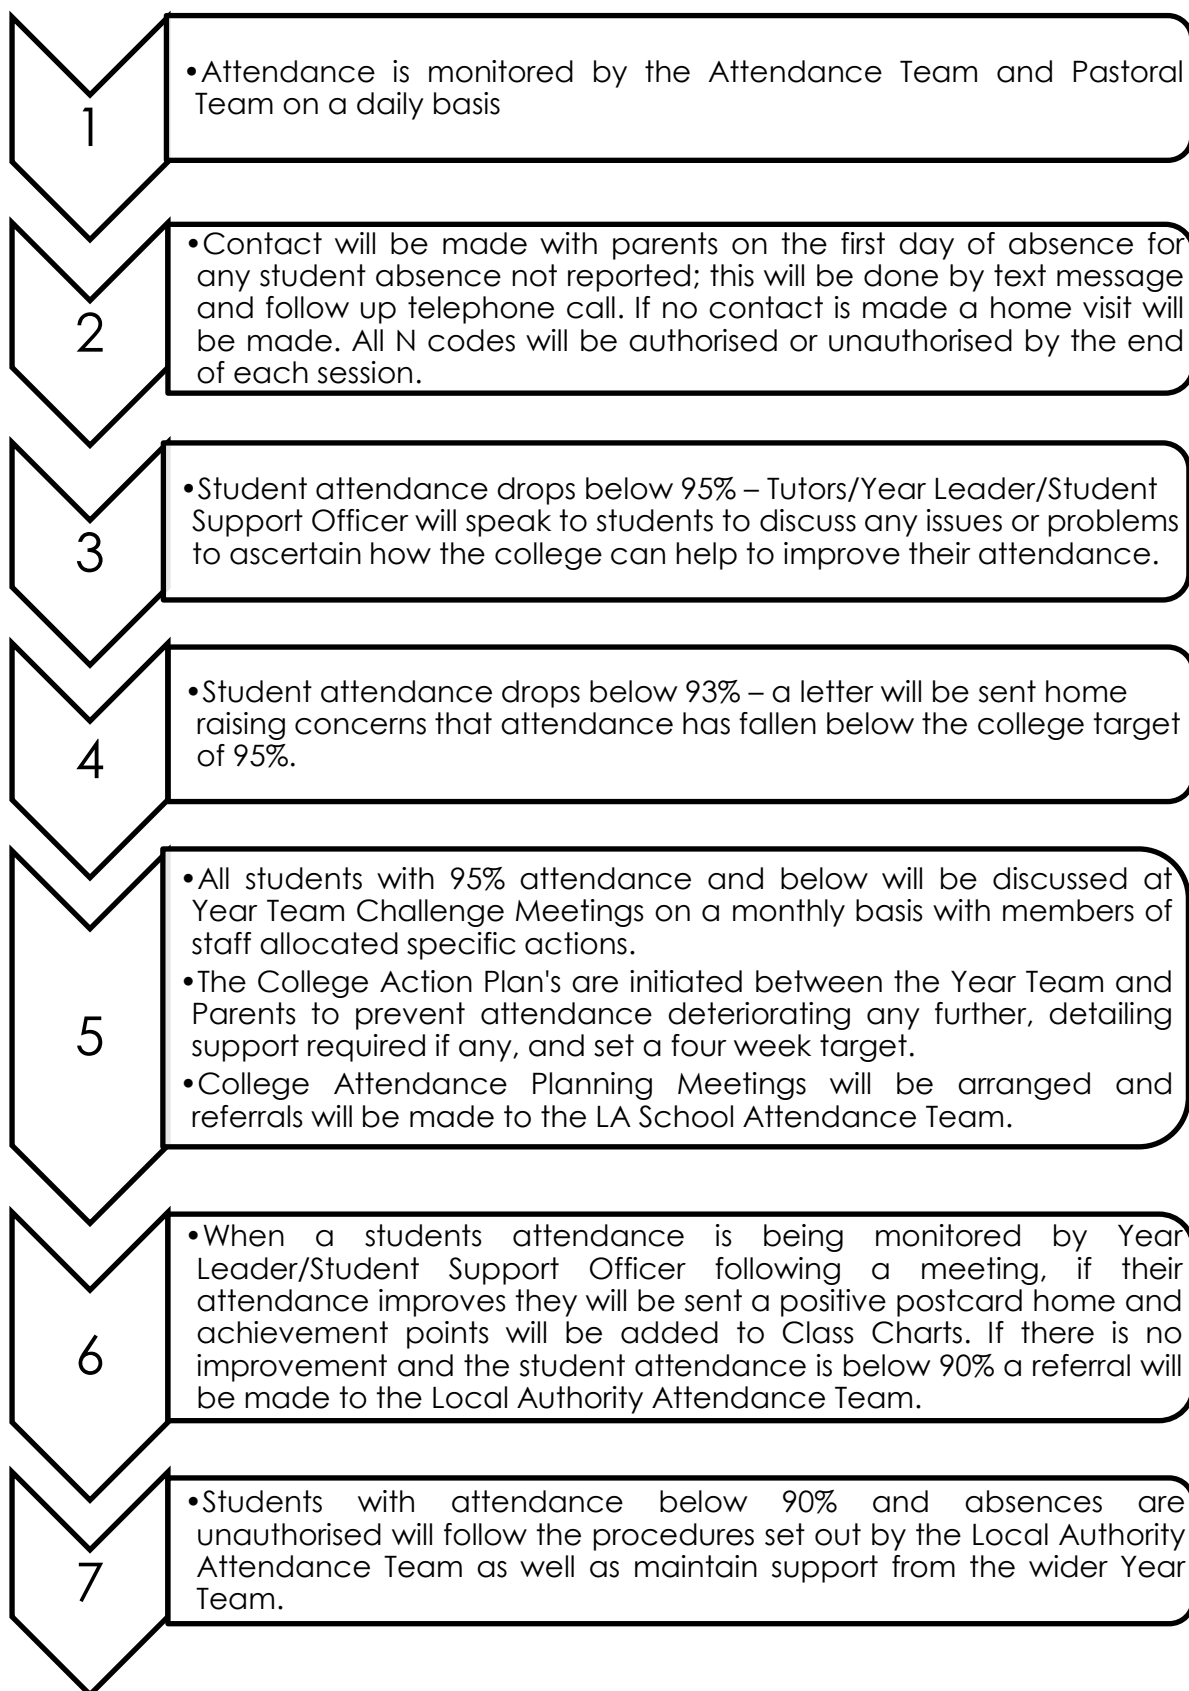 1
•Attendance is monitored by the Attendance Team and Pastoral
Team on a daily basis
2
•Contact will be made with parents on the first day of absence for
any student absence not reported; this will be done by text message
and follow up telephone call. If no contact is made a home visit will
be made. All N codes will be authorised or unauthorised by the end
of each session.
3
•Student attendance drops below 95% – Tutors/Year Leader/Student
Support Officer will speak to students to discuss any issues or problems
to ascertain how the college can help to improve their attendance.
4
•Student attendance drops below 93% – a letter will be sent home
raising concerns that attendance has fallen below the college target
of 95%.
5
•All students with 95% attendance and below will be discussed at
Year Team Challenge Meetings on a monthly basis with members of
staff allocated specific actions.
•The College Action Plan's are initiated between the Year Team and
Parents to prevent attendance deteriorating any further, detailing
support required if any, and set a four week target.
•College Attendance Planning Meetings will be arranged and
referrals will be made to the LA School Attendance Team.
6
•When a students attendance is being monitored by Year
Leader/Student Support Officer following a meeting, if their
attendance improves they will be sent a positive postcard home and
achievement points will be added to Class Charts. If there is no
improvement and the student attendance is below 90% a referral will
be made to the Local Authority Attendance Team.
7
•Students with attendance below 90% and absences are
unauthorised will follow the procedures set out by the Local Authority
Attendance Team as well as maintain support from the wider Year
Team.